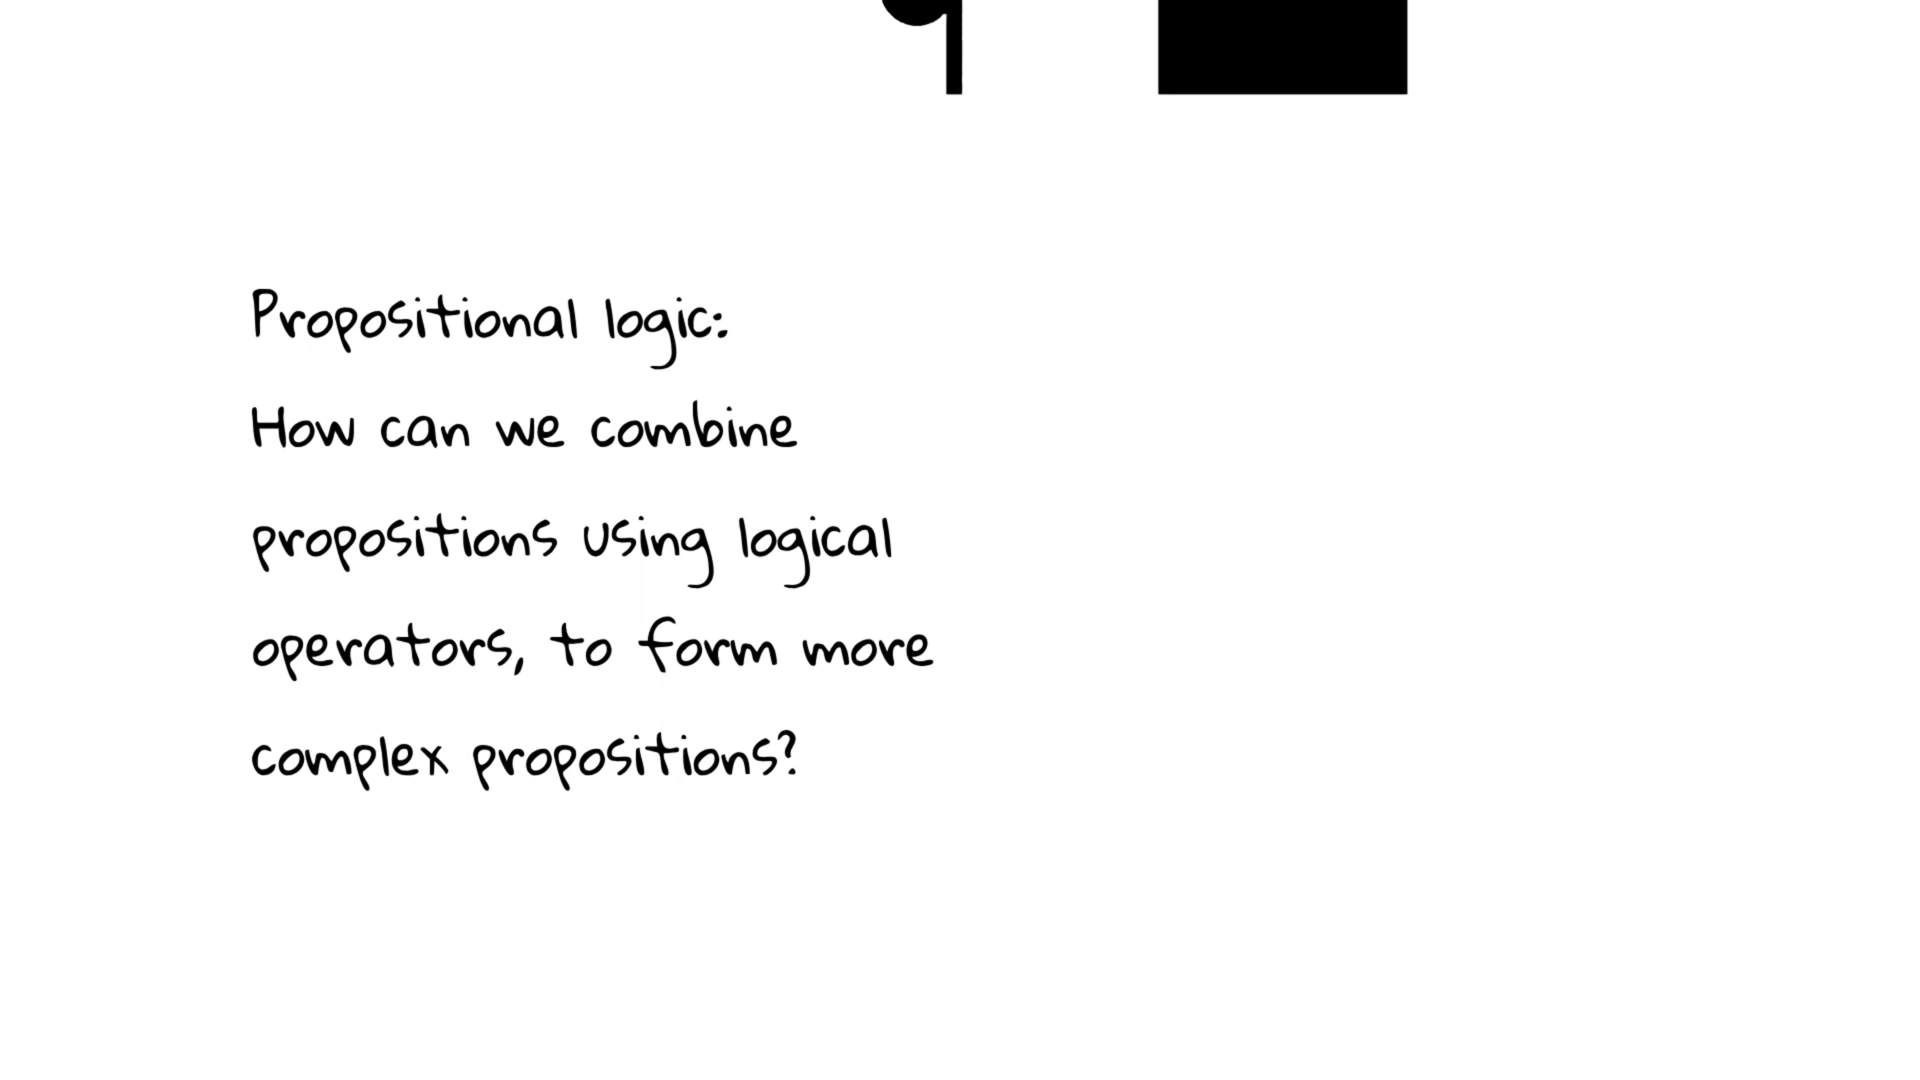 Propositional logic:
How can we combine
propositions using logical
operators, to form more
complex propositions?